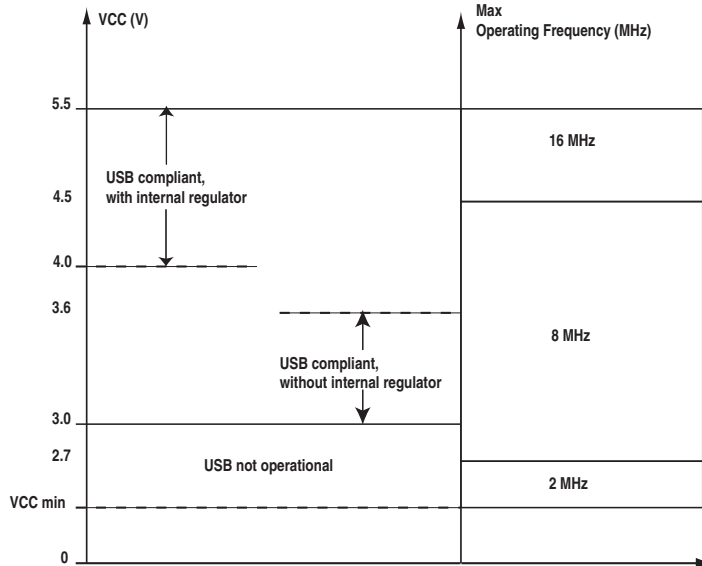 VCC (V)
Max
Operating Frequency (MHz)
5.5
16 MHz
USB compliant,
with internal regulator
4.5
4.0
3.6
8 MHz
USB compliant,
without internal regulator
3.0
2.7
USB not operational
2 MHz
VCC min
0